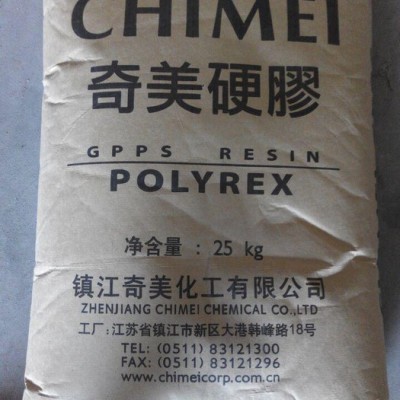 CHIMEI
奇美硬膠
GPPS RESIN
POLYREX
净含量 : 25 kg
镇江奇美化工有限公司
ZHENJIANG CHIMEI CHEMICAL CO.,LTD
工厂: 江苏省镇江市新区大港韩峰路18号
TEL: (0511) 83121300
FAX: (0511) 83121296
www.chimeicorp.com.cn